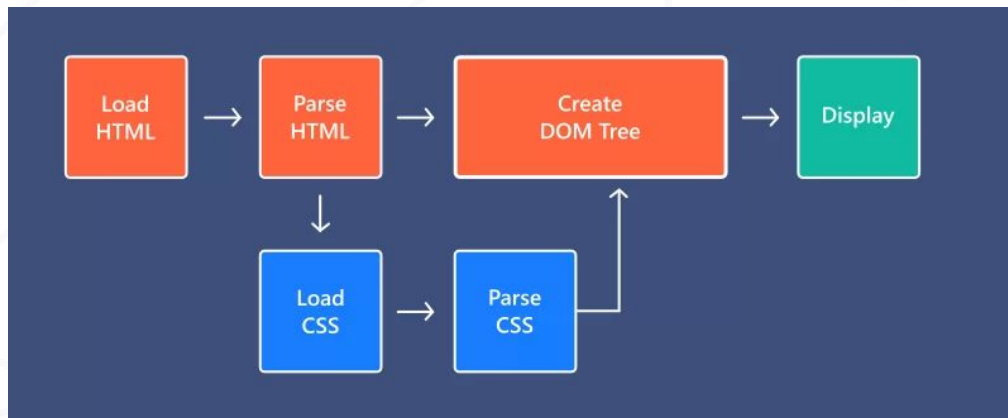 Load
HTML
Parse
HTML
Create
DOM Tree
Display
Load
CSS
Parse
CSS